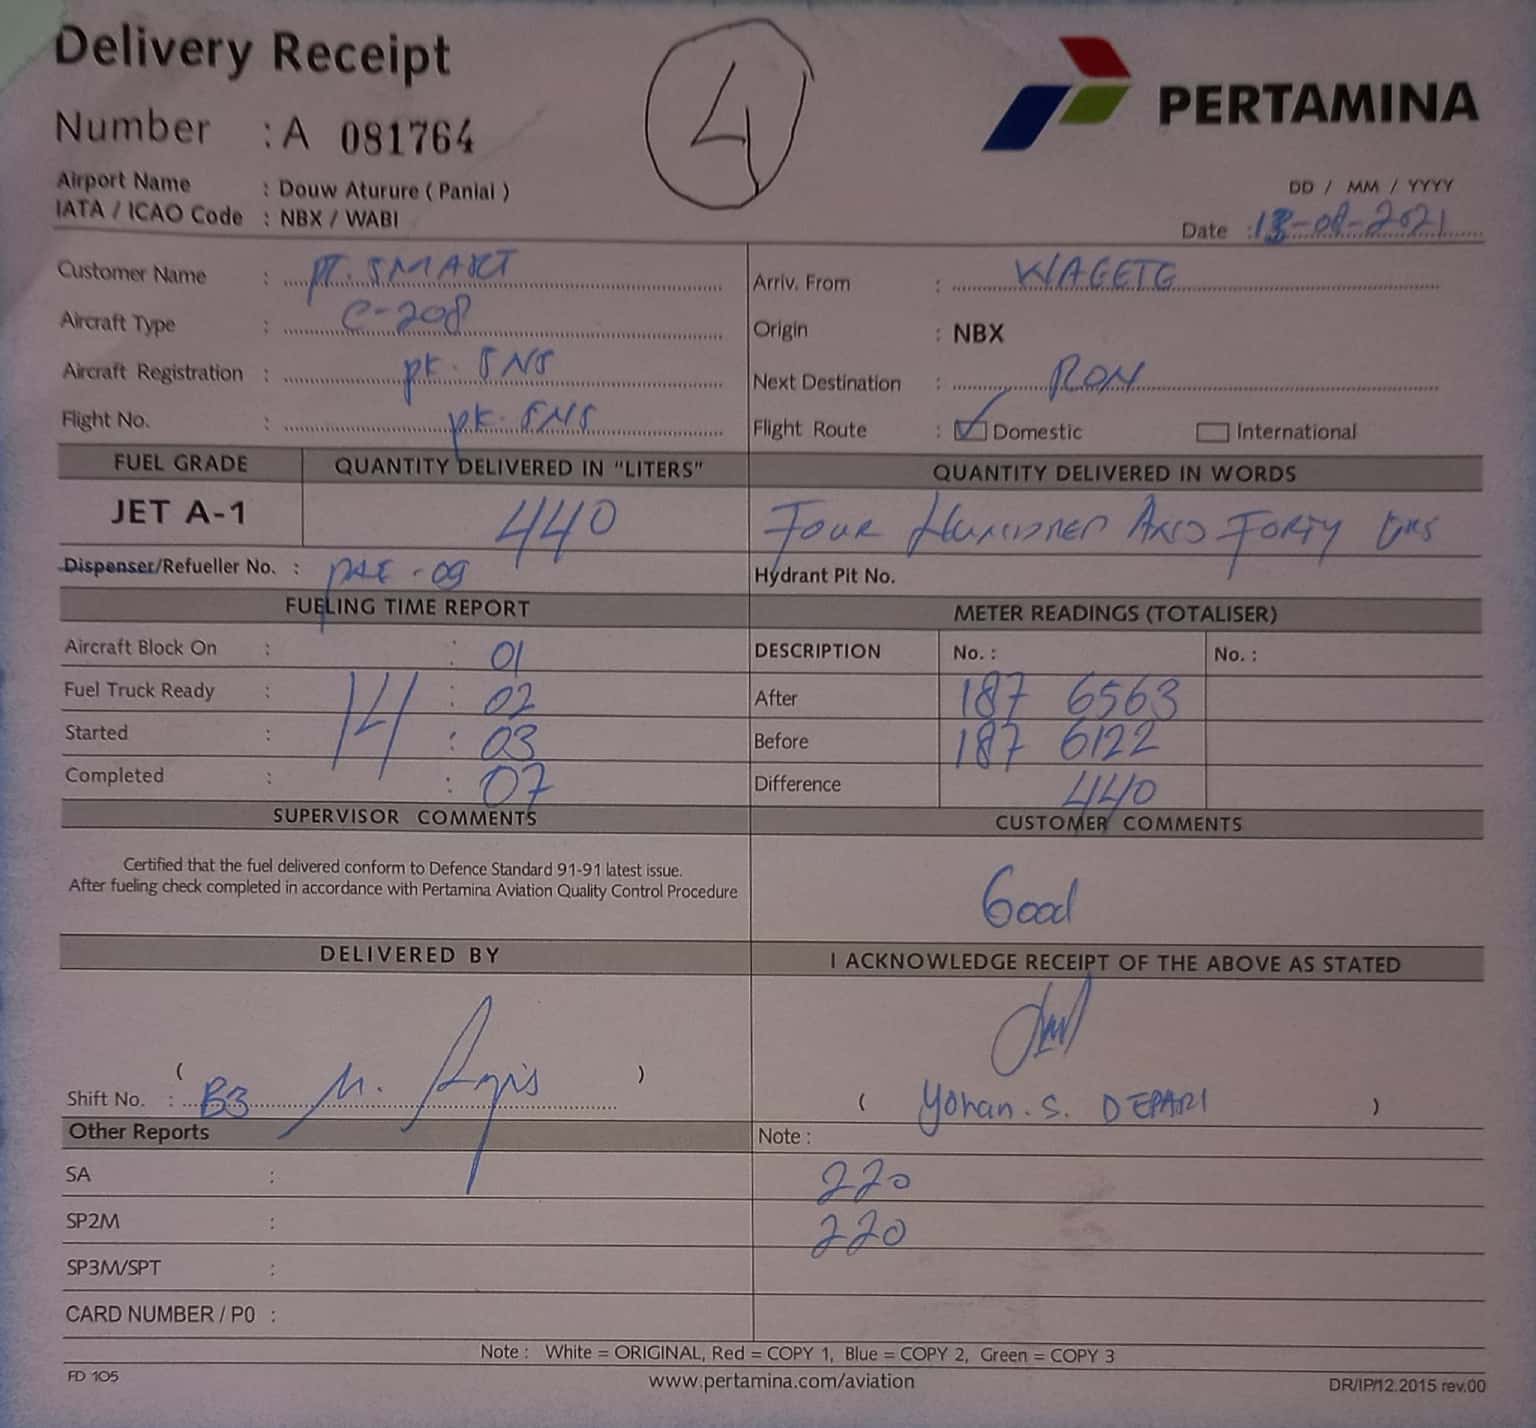 Delivery Receipt
4
PERTAMINA
Number : A 081764
Airport Name : Douw Aturure ( Panial )
IATA / ICAO Code : NBX / WABI
DD / MM / YYYY
Date : 13-08-2021
Customer Name : PT. SMART
Aircraft Type : C-208
Aircraft Registration : pk. SNS
Flight No. : pk. SNS
Arriv. From : WAGETE
Origin : NBX
Next Destination : RON
Flight Route : Domestic International
FUEL GRADE QUANTITY DELIVERED IN "LITERS" QUANTITY DELIVERED IN WORDS
JET A-1 440 Four Hundred And Forty
Dispenser/Refueller No. : -09 Hydrant Pit No.
FUELING TIME REPORT METER READINGS (TOTALISER)
Aircraft Block On : : 01 DESCRIPTION No. : No. :
Fuel Truck Ready : 14 : 02 After 187 6563
Started : : 03 Before 187 6122
Completed : : 07 Difference 440
SUPERVISOR COMMENTS CUSTOMER COMMENTS
Certified that the fuel delivered conform to Defence Standard 91-91 latest issue.
After fueling check completed in accordance with Pertamina Aviation Quality Control Procedure
Good
DELIVERED BY I ACKNOWLEDGE RECEIPT OF THE ABOVE AS STATED
( )
Shift No. : B3
( Yohan. S. DEPARI )
Other Reports Note :
SA : 220
SP2M : 220
SP3M/SPT :
CARD NUMBER / P0 :
Note : White = ORIGINAL, Red = COPY 1, Blue = COPY 2, Green = COPY 3
FD 105 www.pertamina.com/aviation DR/IP/12.2015 rev.00